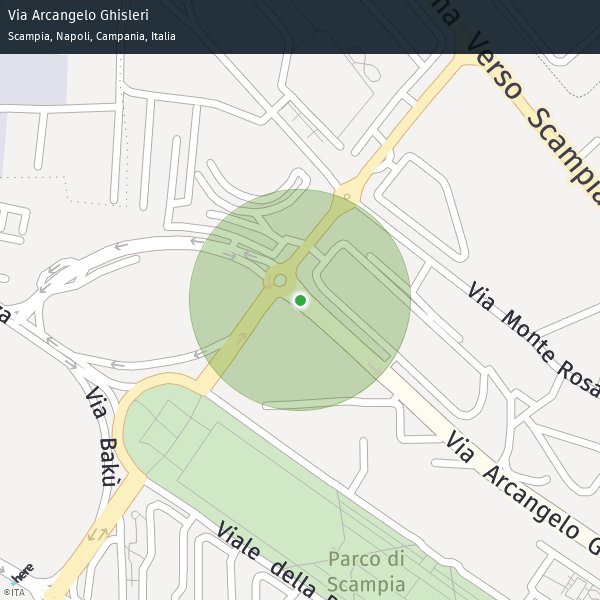 Via Arcangelo Ghisleri
Scampia, Napoli, Campania, Italia
Verso Scampia
Via Monte Rosa
Via Bakù
Via Arcangelo G
Viale della
Parco di
Scampia
here
©ITA